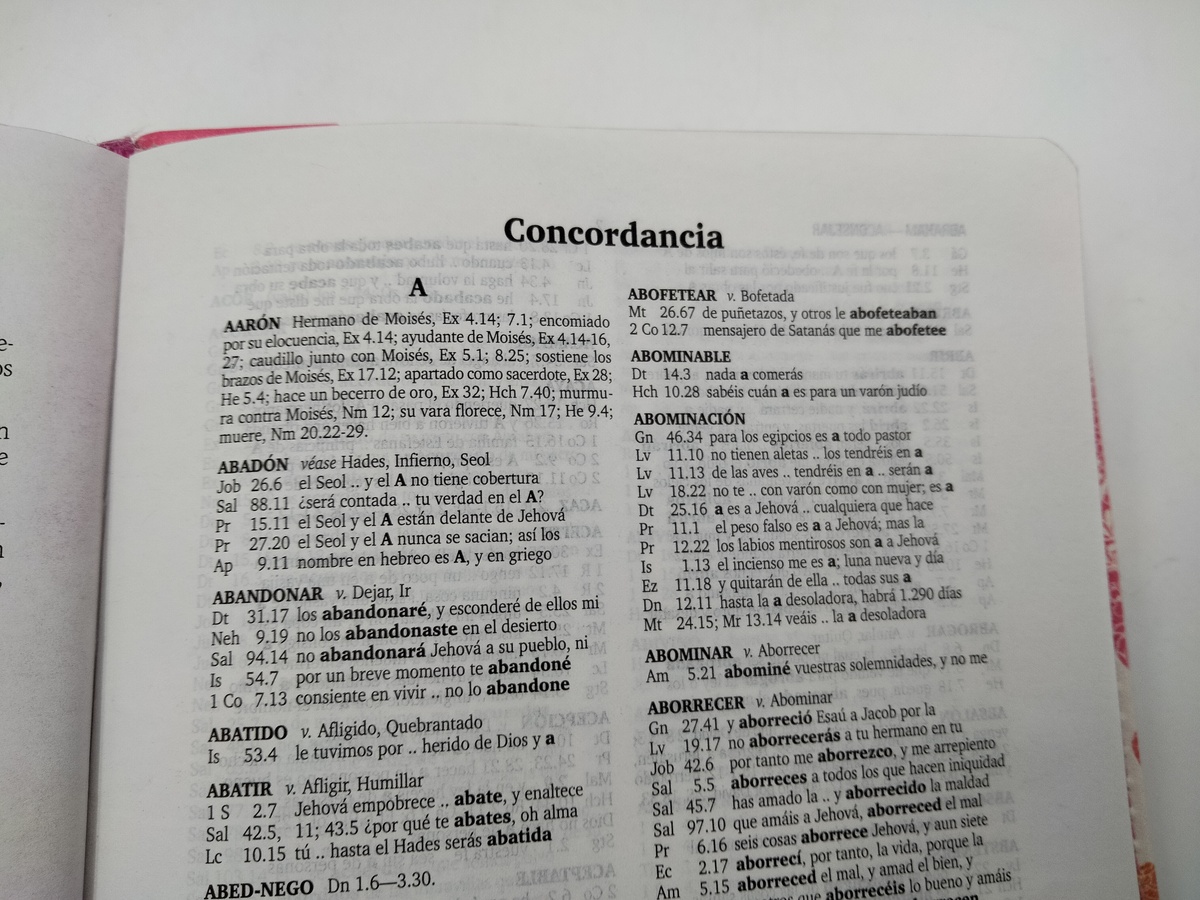 e-
os
n
e
-
n
,
Concordancia
A
AARÓN Hermano de Moisés, Ex 4.14; 7.1; encomiado
por su elocuencia, Ex 4.14; ayudante de Moisés, Ex 4.14-16,
27; caudillo junto con Moisés, Ex 5.1; 8.25; sostiene los
brazos de Moisés, Ex 17.12; apartado como sacerdote, Ex 28;
He 5.4; hace un becerro de oro, Ex 32; Hch 7.40; murmu-
ra contra Moisés, Nm 12; su vara florece, Nm 17; He 9.4;
muere, Nm 20.22-29.
ABADÓN véase Hades, Infierno, Seol
Job 26.6 el Seol .. y el A no tiene cobertura
Sal 88.11 ¿será contada .. tu verdad en el A?
Pr 15.11 el Seol y el A están delante de Jehová
Pr 27.20 el Seol y el A nunca se sacian; así los
Ap 9.11 nombre en hebreo es A, y en griego
ABANDONAR v. Dejar, Ir
Dt 31.17 los abandonaré, y esconderé de ellos mi
Neh 9.19 no los abandonaste en el desierto
Sal 94.14 no abandonará Jehová a su pueblo, ni
Is 54.7 por un breve momento te abandoné
1 Co 7.13 consiente en vivir .. no lo abandone
ABATIDO v. Afligido, Quebrantado
Is 53.4 le tuvimos por .. herido de Dios y a
ABATIR v. Afligir, Humillar
1 S 2.7 Jehová empobrece .. abate, y enaltece
Sal 42.5, 11; 43.5 ¿por qué te abates, oh alma
Lc 10.15 tú .. hasta el Hades serás abatida
ABED-NEGO Dn 1.6—3.30.
ABOFETEAR v. Bofetada
Mt 26.67 de puñetazos, y otros le abofeteaban
2 Co 12.7 mensajero de Satanás que me abofetee
ABOMINABLE
Dt 14.3 nada a comerás
Hch 10.28 sabéis cuán a es para un varón judío
ABOMINACIÓN
Gn 46.34 para los egipcios es a todo pastor
Lv 11.10 no tienen aletas .. los tendréis en a
Lv 11.13 de las aves .. tendréis en a .. serán a
Lv 18.22 no te .. con varón como con mujer; es a
Dt 25.16 a es a Jehová .. cualquiera que hace
Pr 11.1 el peso falso es a a Jehová; mas la
Pr 12.22 los labios mentirosos son a a Jehová
Is 1.13 el incienso me es a; luna nueva y día
Ez 11.18 y quitarán de ella .. todas sus a
Dn 12.11 hasta la a desoladora, habrá 1.290 días
Mt 24.15; Mr 13.14 veáis .. la a desoladora
ABOMINAR v. Aborrecer
Am 5.21 abominé vuestras solemnidades, y no me
ABORRECER v. Abominar
Gn 27.41 y aborreció Esaú a Jacob por la
Lv 19.17 no aborrecerás a tu hermano en tu
Job 42.6 por tanto me aborrezco, y me arrepiento
Sal 5.5 aborreces a todos los que hacen iniquidad
Sal 45.7 has amado la .. y aborrecido la maldad
Sal 97.10 que amáis a Jehová, aborreced el mal
Pr 6.16 seis cosas aborrece Jehová, y aun siete
Ec 2.17 aborrecí, por tanto, la vida, porque la
Am 5.15 aborreced el mal, y amad el bien, y
que aborrecéis lo bueno y amáis